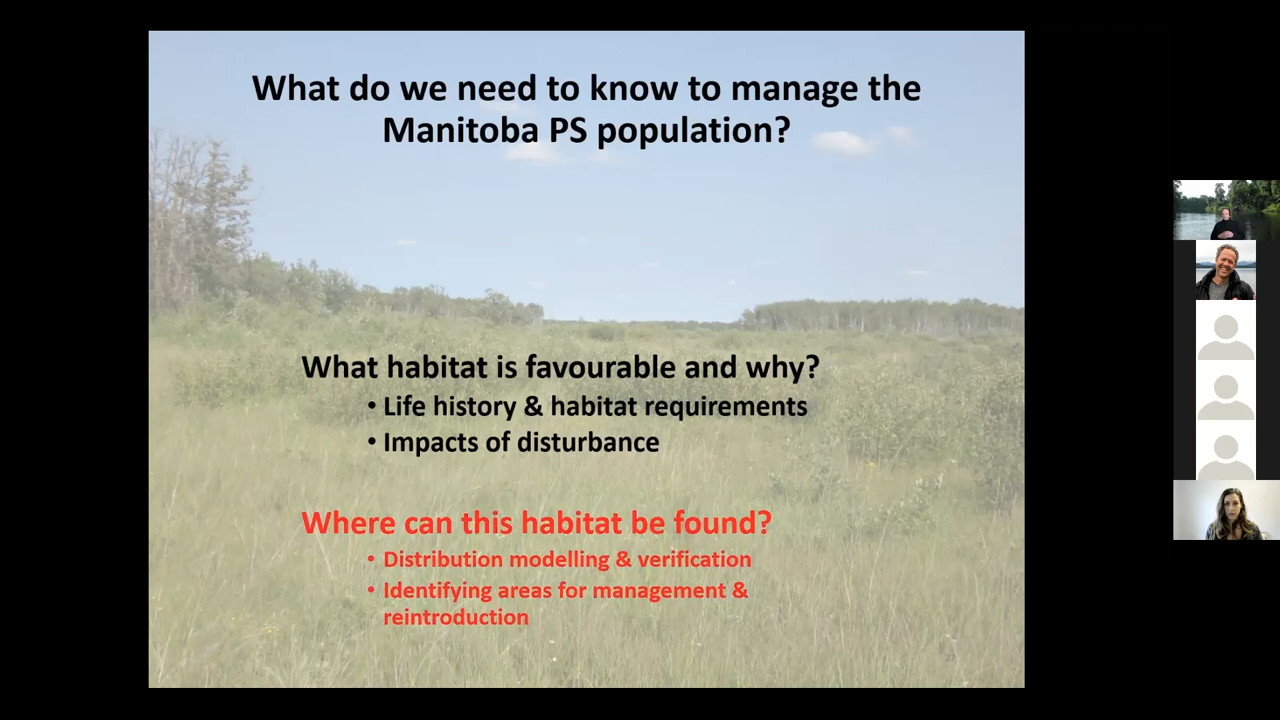 What do we need to know to manage the
Manitoba PS population?
What habitat is favourable and why?
• Life history & habitat requirements
• Impacts of disturbance
Where can this habitat be found?
• Distribution modelling & verification
• Identifying areas for management &
reintroduction